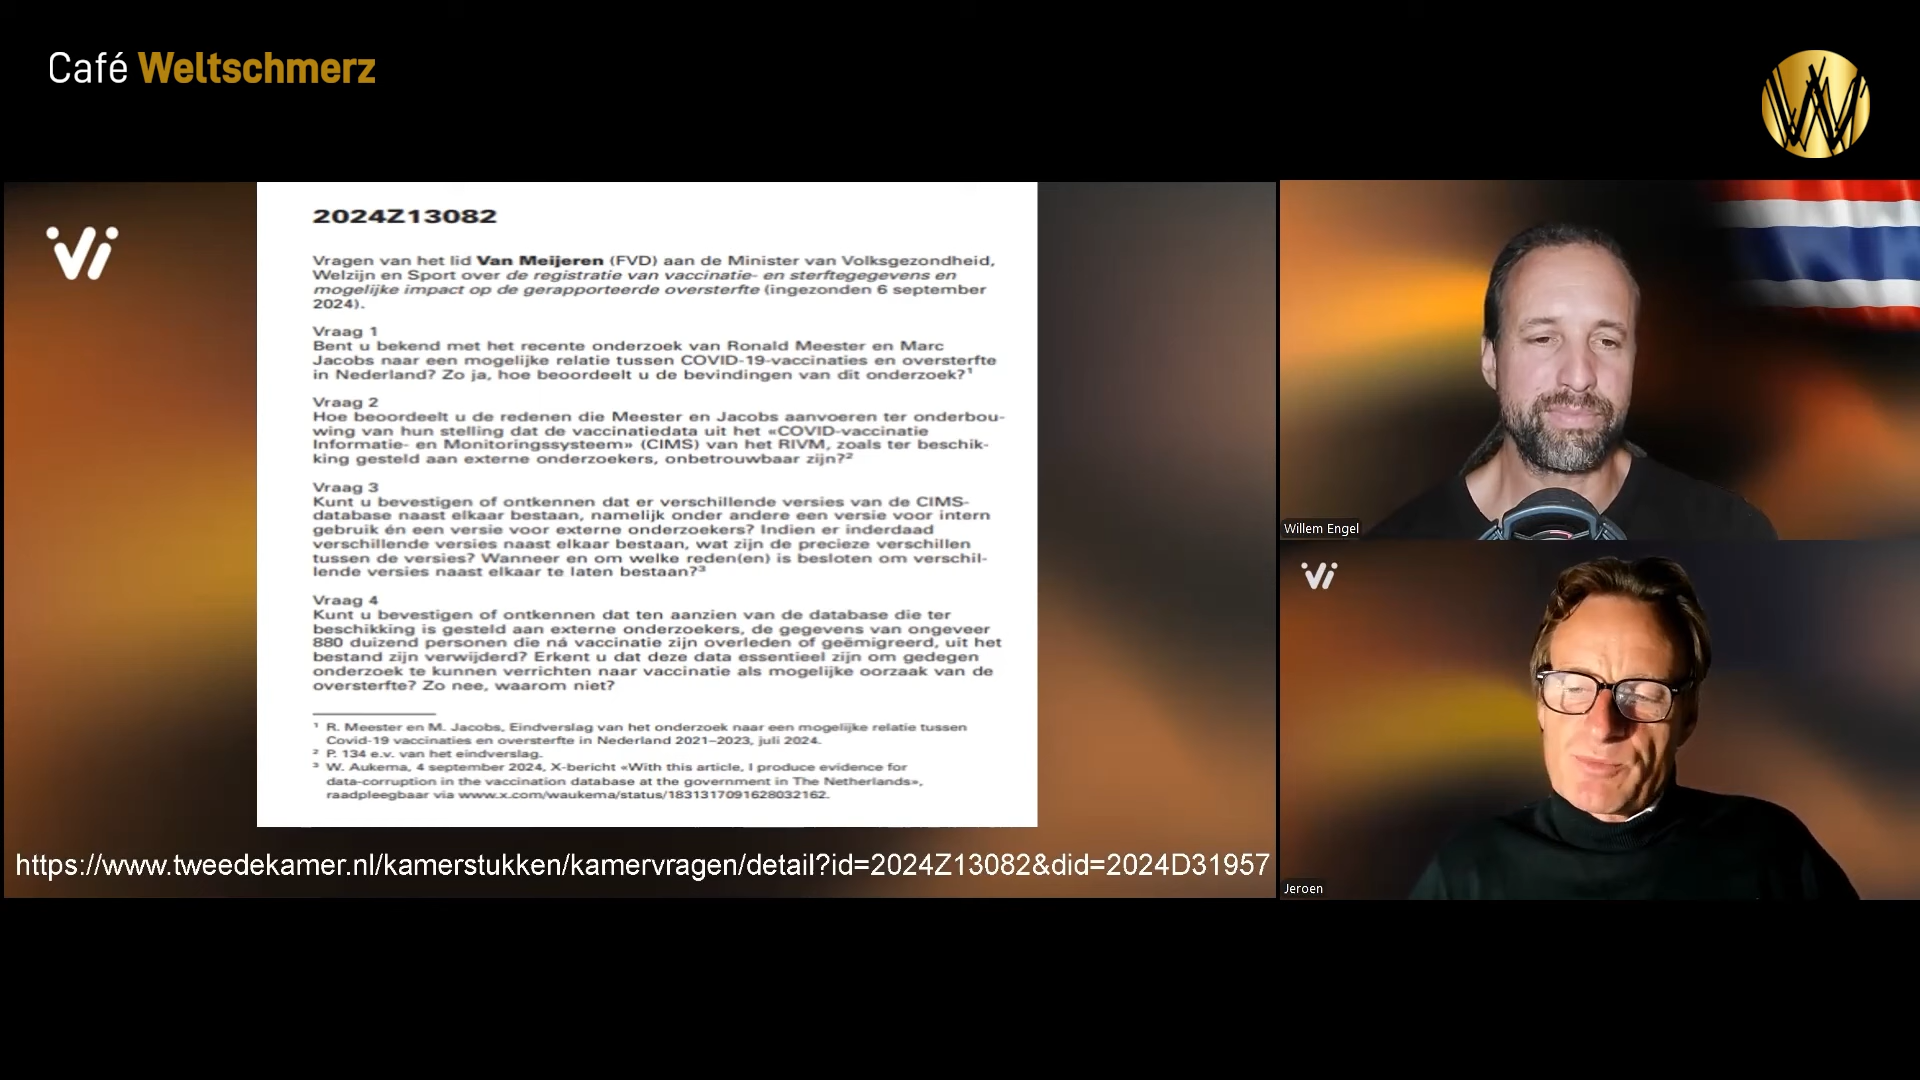 Café Weltschmerz
2024Z13082
Vragen van het lid Van Meijeren (FVD) aan de Minister van Volksgezondheid,
Welzijn en Sport over de registratie van vaccinatie- en sterftegegevens en
mogelijke impact op de gerapporteerde oversterfte (ingezonden 6 september
2024).
Vraag 1
Bent u bekend met het recente onderzoek van Ronald Meester en Marc
Jacobs naar een mogelijke relatie tussen COVID-19-vaccinaties en oversterfte
in Nederland? Zo ja, hoe beoordeelt u de bevindingen van dit onderzoek?¹
Vraag 2
Hoe beoordeelt u de redenen die Meester en Jacobs aanvoeren ter onderbou-
wing van hun stelling dat de vaccinatiedata uit het «COVID-vaccinatie
Informatie- en Monitoringssysteem» (CIMS) van het RIVM, zoals ter beschik-
king gesteld aan externe onderzoekers, onbetrouwbaar zijn?²
Vraag 3
Kunt u bevestigen of ontkennen dat er verschillende versies van de CIMS-
database naast elkaar bestaan, namelijk onder andere een versie voor intern
gebruik én een versie voor externe onderzoekers? Indien er inderdaad
verschillende versies naast elkaar bestaan, wat zijn de precieze verschillen
tussen de versies? Wanneer en om welke reden(en) is besloten om verschil-
lende versies naast elkaar te laten bestaan?³
Vraag 4
Kunt u bevestigen of ontkennen dat ten aanzien van de database die ter
beschikking is gesteld aan externe onderzoekers, de gegevens van ongeveer
880 duizend personen die ná vaccinatie zijn overleden of geëmigreerd, uit het
bestand zijn verwijderd? Erkent u dat deze data essentieel zijn om gedegen
onderzoek te kunnen verrichten naar vaccinatie als mogelijke oorzaak van de
oversterfte? Zo nee, waarom niet?
¹ R. Meester en M. Jacobs, Eindverslag van het onderzoek naar een mogelijke relatie tussen
Covid-19 vaccinaties en oversterfte in Nederland 2021–2023, juli 2024.
² P. 134 e.v. van het eindverslag.
³ W. Aukema, 4 september 2024, X-bericht «With this article, I produce evidence for
data-corruption in the vaccination database at the government in The Netherlands»,
raadpleegbaar via www.x.com/waukema/status/1831317091628032162.
https://www.tweedekamer.nl/kamerstukken/kamervragen/detail?id=2024Z13082&did=2024D31957
Willem Engel
Jeroen